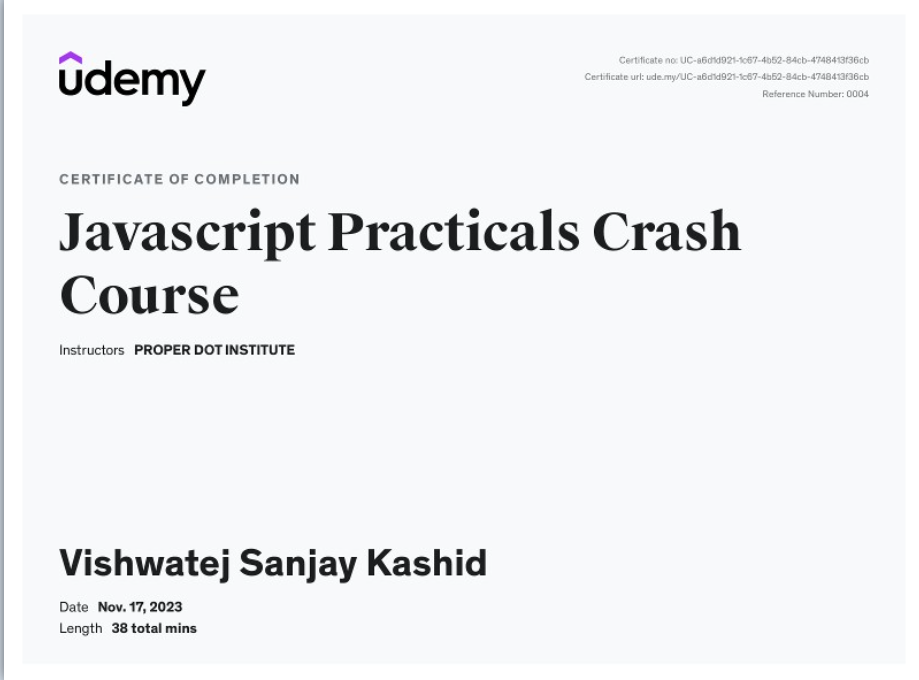 udemy
Certificate no: UC-a6d1d921-1c67-4b52-84cb-4748413f36cb
Certificate url: ude.my/UC-a6d1d921-1c67-4b52-84cb-4748413f36cb
Reference Number: 0004
CERTIFICATE OF COMPLETION
Javascript Practicals Crash
Course
Instructors PROPER DOT INSTITUTE
Vishwatej Sanjay Kashid
Date Nov. 17, 2023
Length 38 total mins